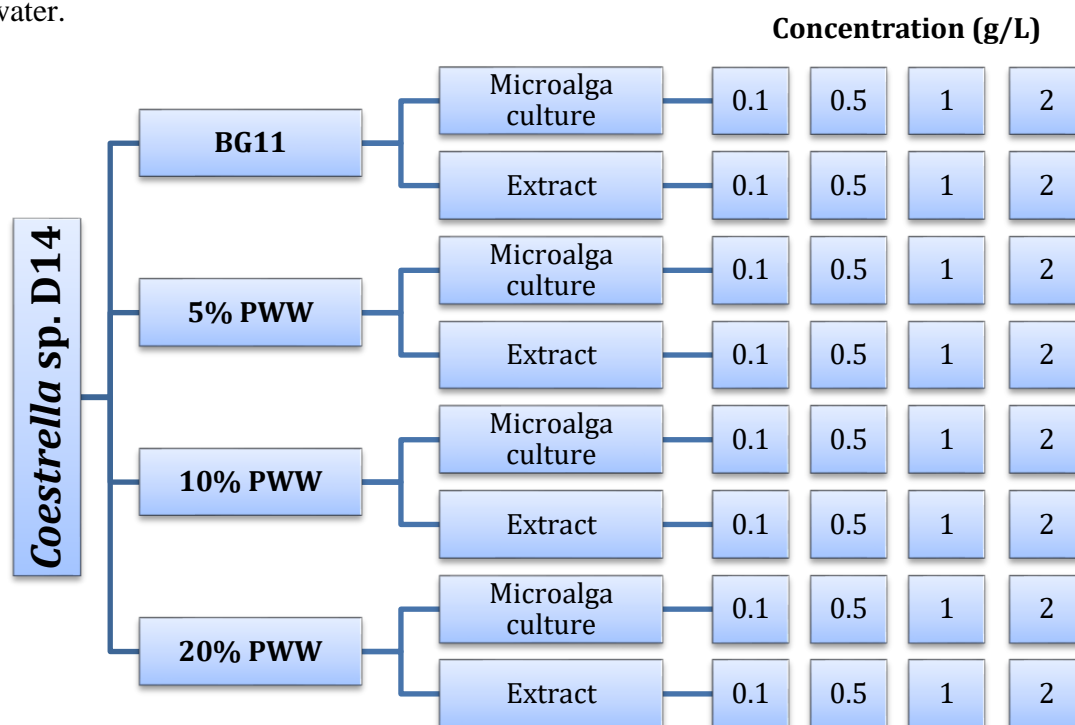 water.
Concentration (g/L)
Coestrella sp. D14
BG11
Microalga
culture
0.1 0.5 1 2
Extract
0.1 0.5 1 2
5% PWW
Microalga
culture
0.1 0.5 1 2
Extract
0.1 0.5 1 2
10% PWW
Microalga
culture
0.1 0.5 1 2
Extract
0.1 0.5 1 2
20% PWW
Microalga
culture
0.1 0.5 1 2
Extract
0.1 0.5 1 2